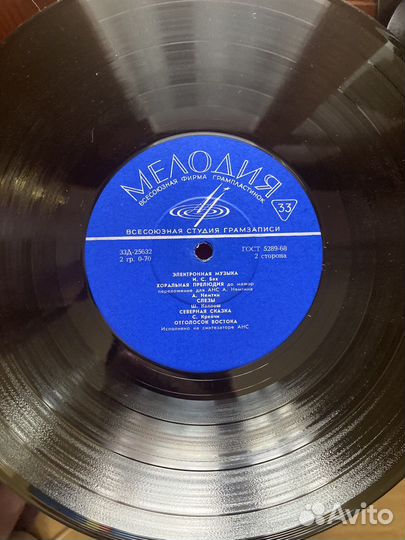 МЕЛОДИЯ
ВСЕСОЮЗНАЯ ФИРМА ГРАМПЛАСТИНОК
33
ВСЕСОЮЗНАЯ СТУДИЯ ГРАМЗАПИСИ
33Д-25632 ГОСТ 5289-68
2 гр. 0-70 2 сторона
ЭЛЕКТРОННАЯ МУЗЫКА
И. С. Бах
ХОРАЛЬНАЯ ПРЕЛЮДИЯ до мажор
переложение для АНС А. Немтина
А. Немтин
СЛЕЗЫ
Ш. Каллош
СЕВЕРНАЯ СКАЗКА
С. Крейчи
ОТГОЛОСОК ВОСТОКА
Исполнено на синтезаторе АНС
Avito